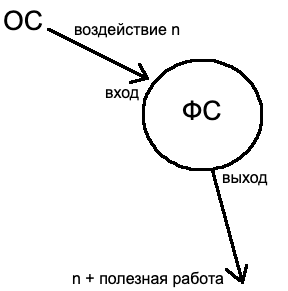 ОС
воздействие n
вход
ФС
выход
n + полезная работа